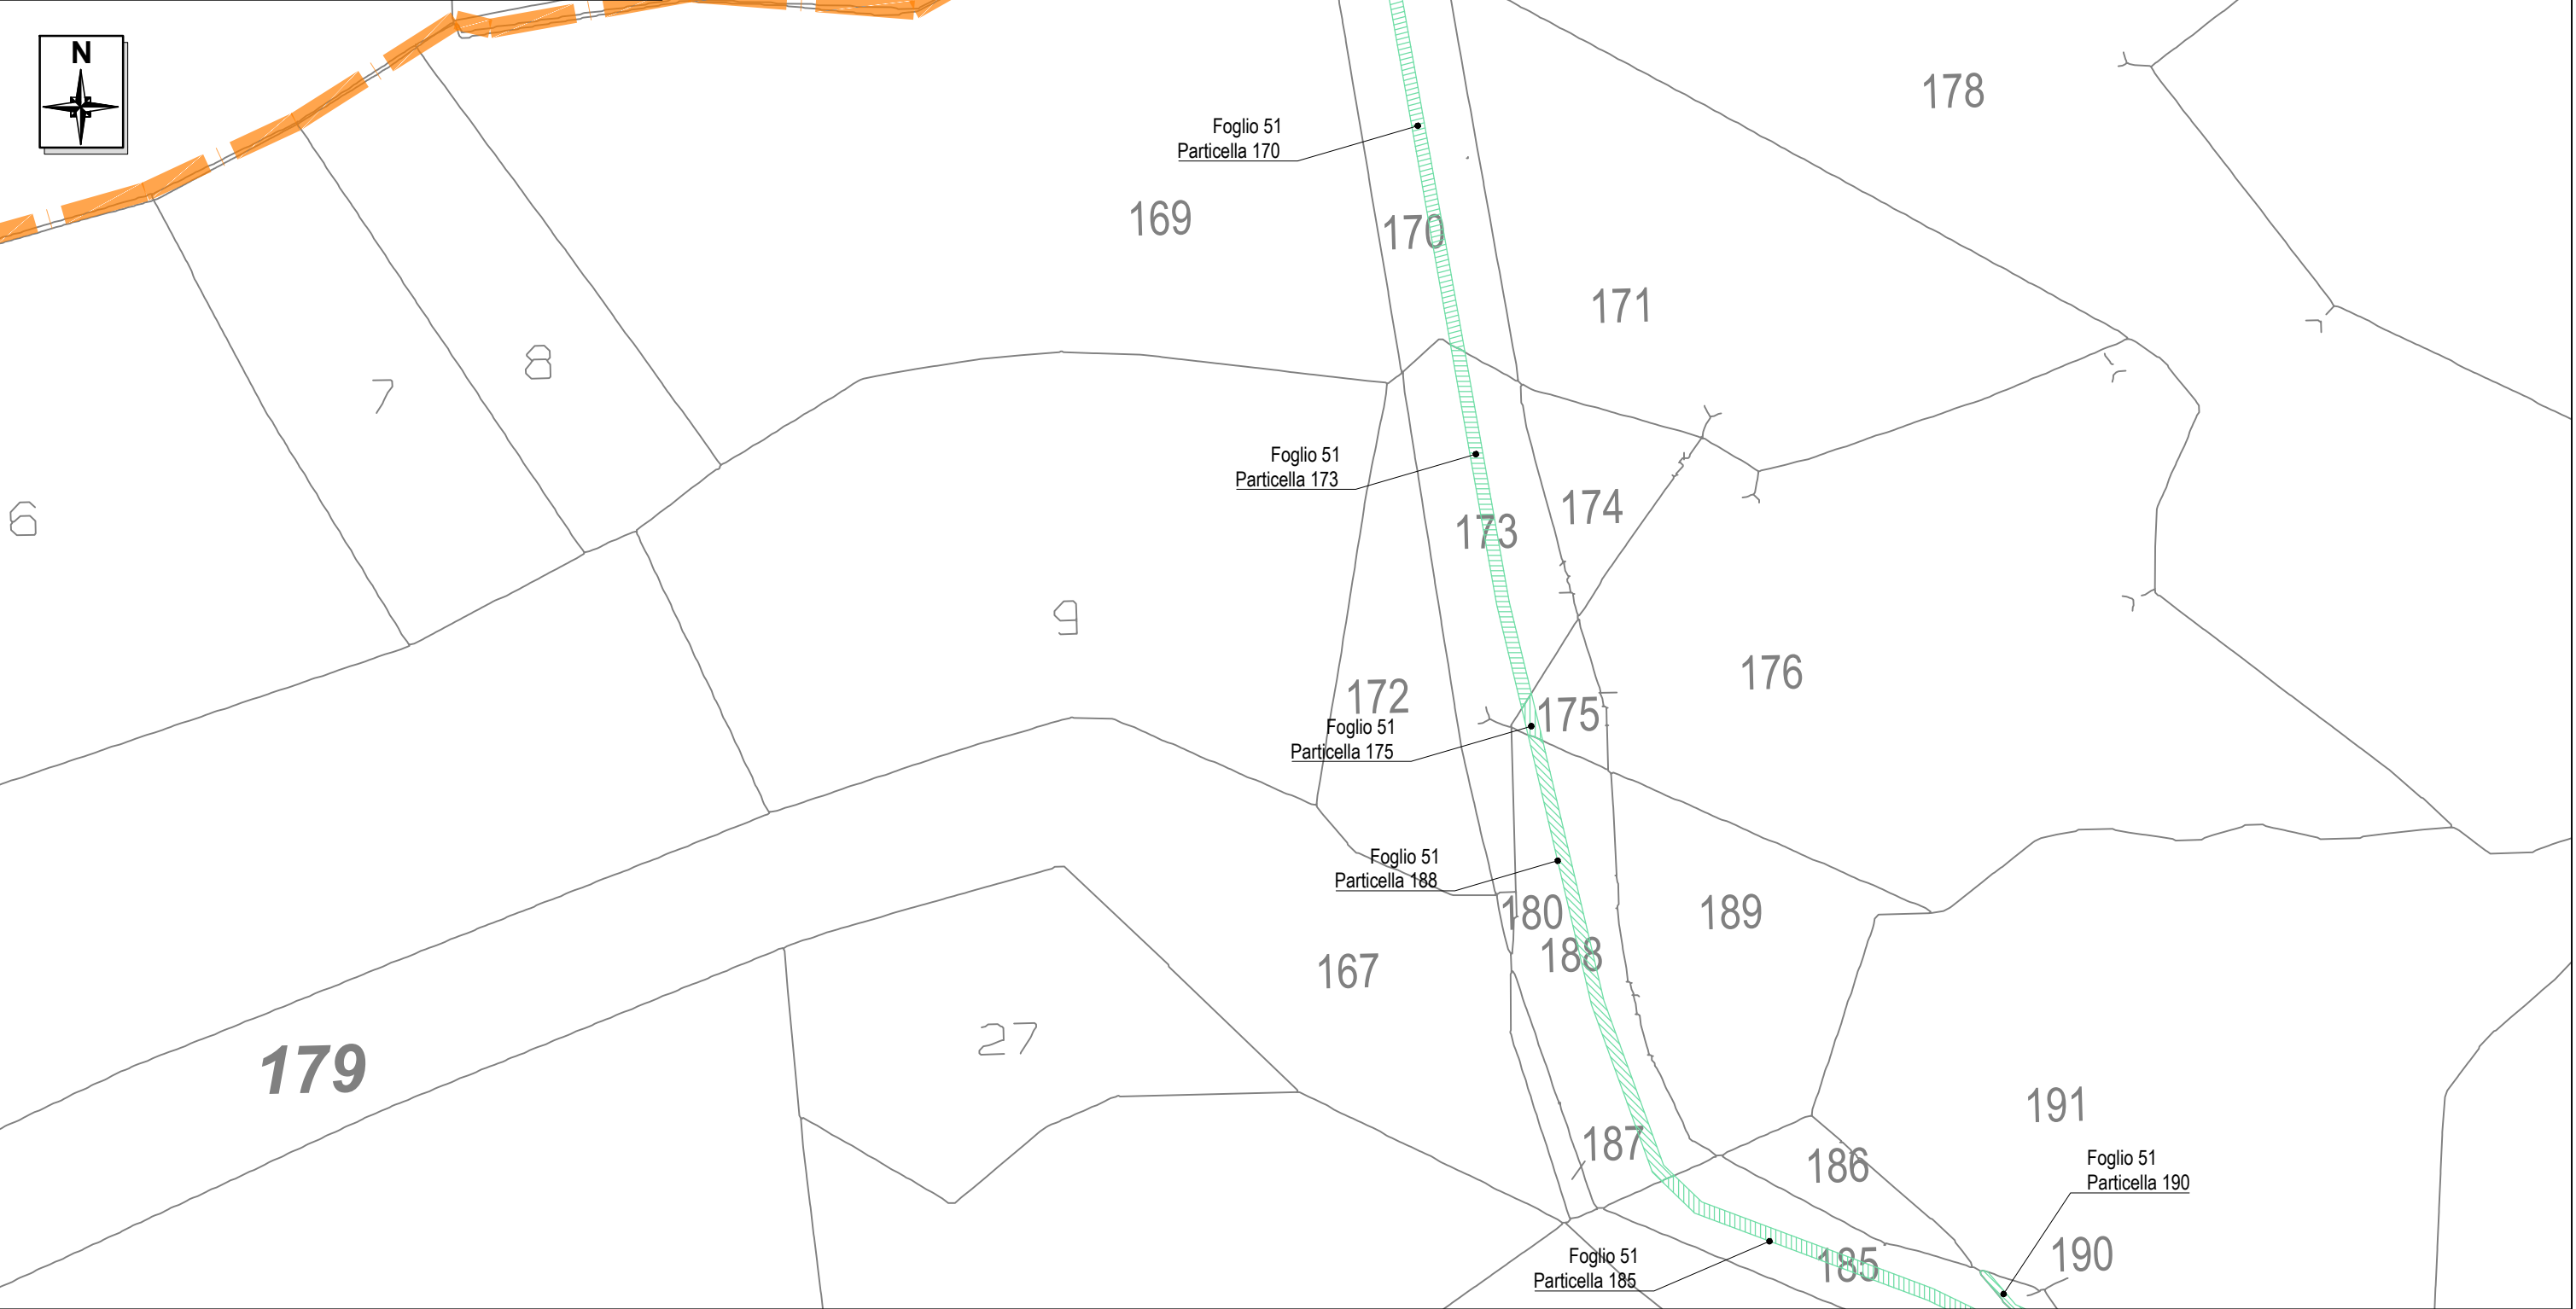 N
178
Foglio 51
Particella 170
169
170
171
8
7
Foglio 51
Particella 173
6
174
173
9
176
172
175
Foglio 51
Particella 175
Foglio 51
Particella 188
180
189
188
167
27
179
191
187
186
Foglio 51
Particella 190
190
Foglio 51
Particella 185
185